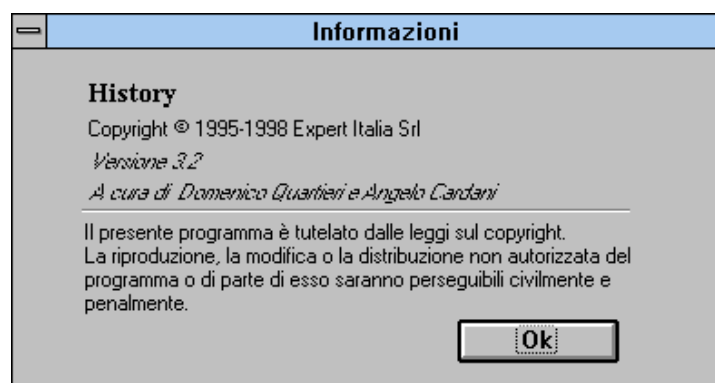 Informazioni
History
Copyright © 1995-1998 Expert Italia Srl
Versione 3.2
A cura di Domenico Quartieri e Angelo Cardani
Il presente programma è tutelato dalle leggi sul copyright.
La riproduzione, la modifica o la distribuzione non autorizzata del
programma o di parte di esso saranno perseguibili civilmente e
penalmente.
Ok